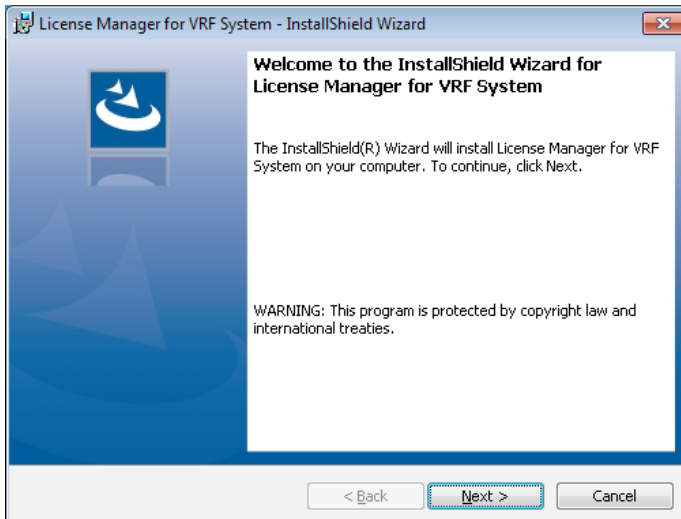 License Manager for VRF System - InstallShield Wizard
Welcome to the InstallShield Wizard for
License Manager for VRF System
The InstallShield(R) Wizard will install License Manager for VRF
System on your computer. To continue, click Next.
WARNING: This program is protected by copyright law and
international treaties.
< Back
Next >
Cancel